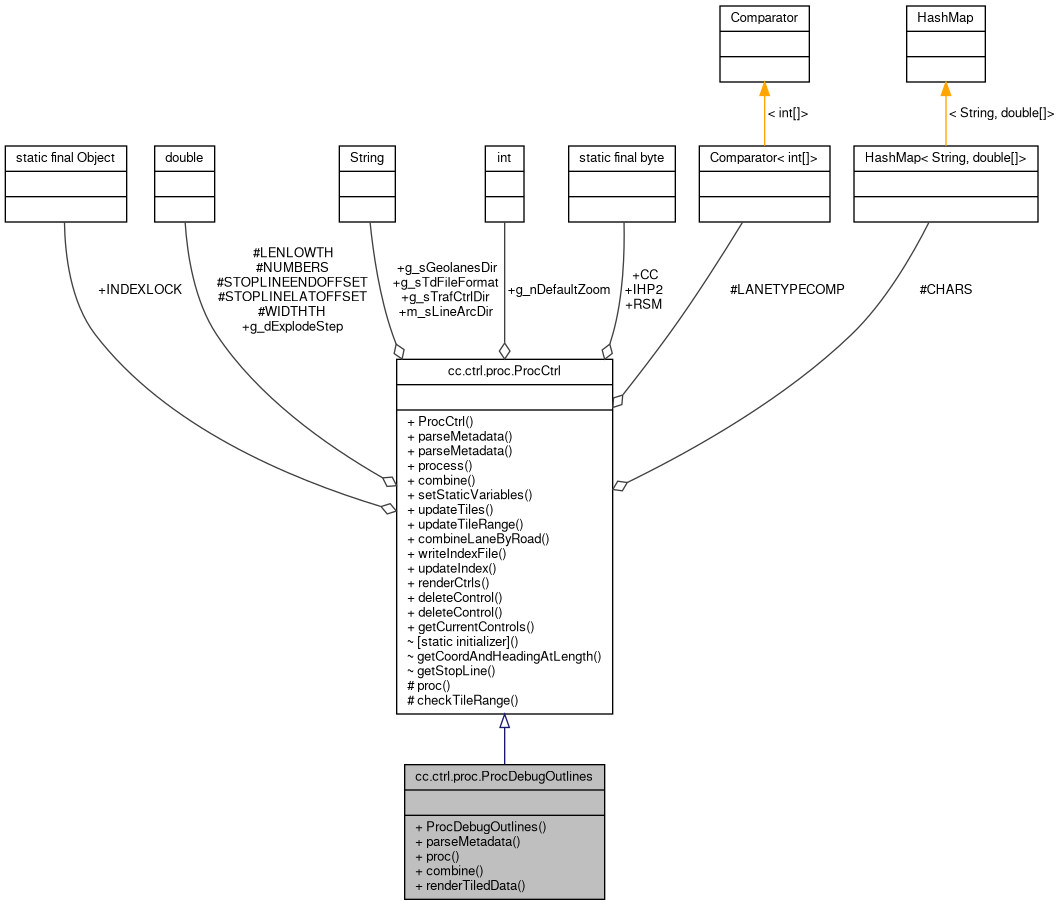 Comparator
HashMap
< int[]>
< String, double[]>
static final Object
double
String
int
static final byte
Comparator< int[]>
HashMap< String, double[]>
+INDEXLOCK
#LENLOWTH
#NUMBERS
#STOPLINEENDOFFSET
#STOPLINELATOFFSET
#WIDTHTH
+g_dExplodeStep
+g_sGeolanesDir
+g_sTdFileFormat
+g_sTrafCtrlDir
+m_sLineArcDir
+g_nDefaultZoom
+CC
+IHP2
+RSM
#LANETYPECOMP
#CHARS
cc.ctrl.proc.ProcCtrl
+ ProcCtrl()
+ parseMetadata()
+ parseMetadata()
+ process()
+ combine()
+ setStaticVariables()
+ updateTiles()
+ updateTileRange()
+ combineLaneByRoad()
+ writeIndexFile()
+ updateIndex()
+ renderCtrls()
+ deleteControl()
+ deleteControl()
+ getCurrentControls()
~ [static initializer]()
~ getCoordAndHeadingAtLength()
~ getStopLine()
# proc()
# checkTileRange()
cc.ctrl.proc.ProcDebugOutlines
+ ProcDebugOutlines()
+ parseMetadata()
+ proc()
+ combine()
+ renderTiledData()